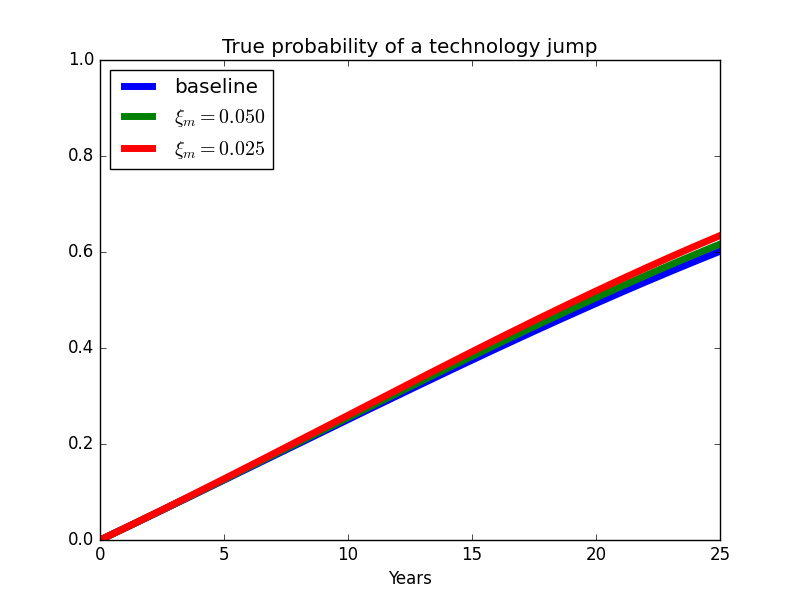 True probability of a technology jump
baseline
ξₘ = 0.050
ξₘ = 0.025
1.0
0.8
0.6
0.4
0.2
0.0
0 5 10 15 20 25
Years